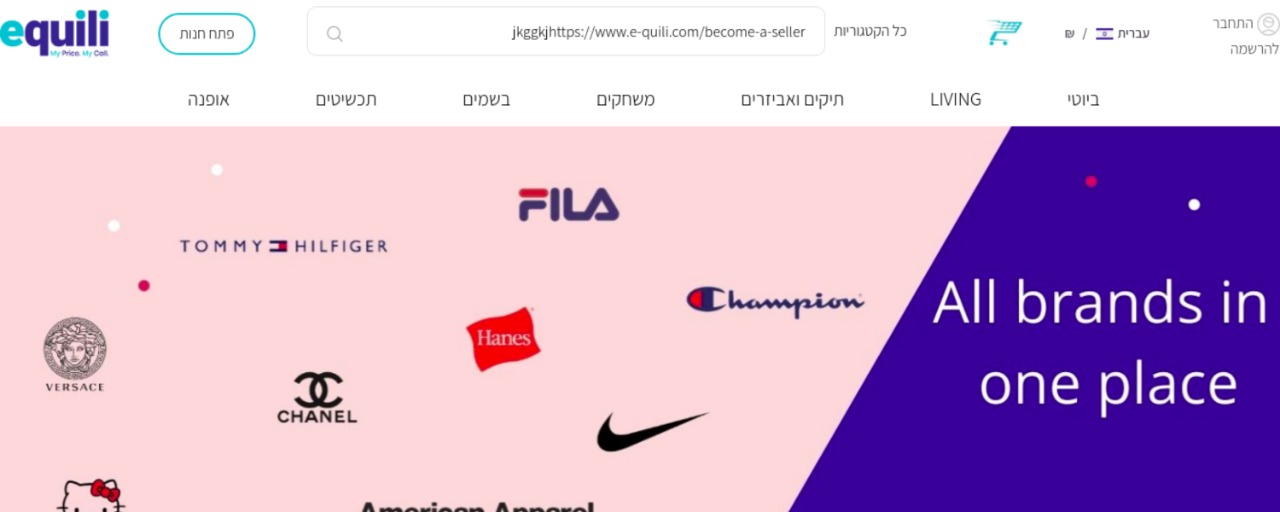 equili
My Price. My Call.
פתח חנות
jkggkjhttps://www.e-quili.com/become-a-seller
כל הקטגוריות
₪ / עברית
התחבר
להרשמה
ביוטי
LIVING
תיקים ואביזרים
משחקים
בשמים
תכשיטים
אופנה
FILA
TOMMY HILFIGER
Champion
Hanes
VERSACE
CHANEL
All brands in
one place
American Apparel